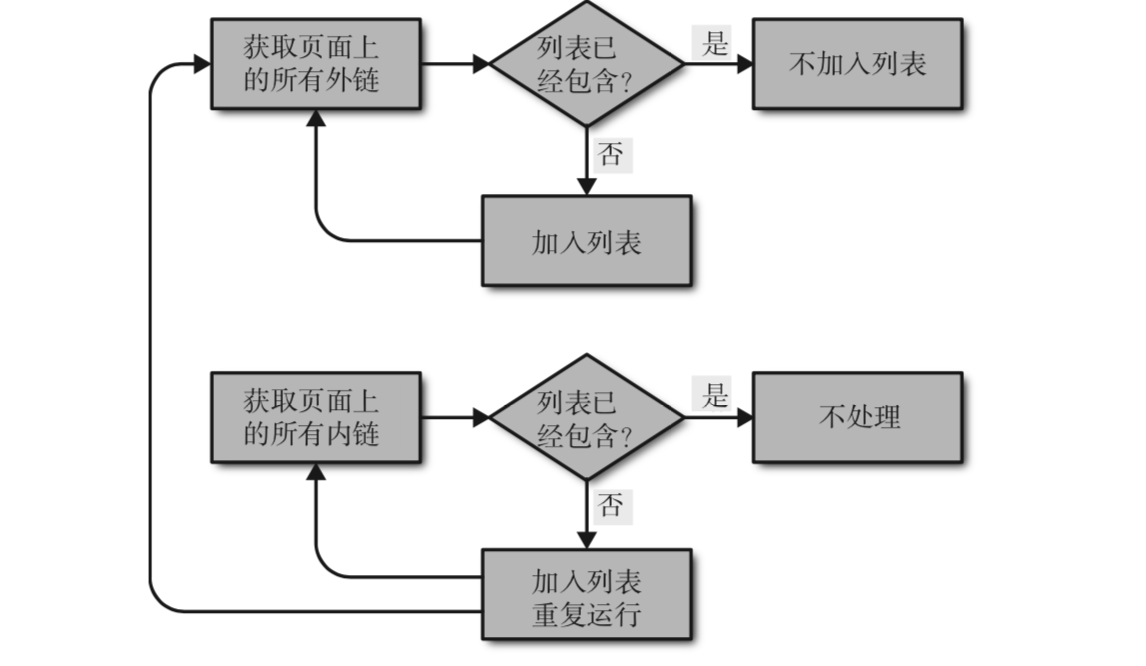 获取页面上
的所有外链
列表已
经包含?
是
不加入列表
否
加入列表
获取页面上
的所有内链
列表已
经包含?
是
不处理
否
加入列表
重复运行